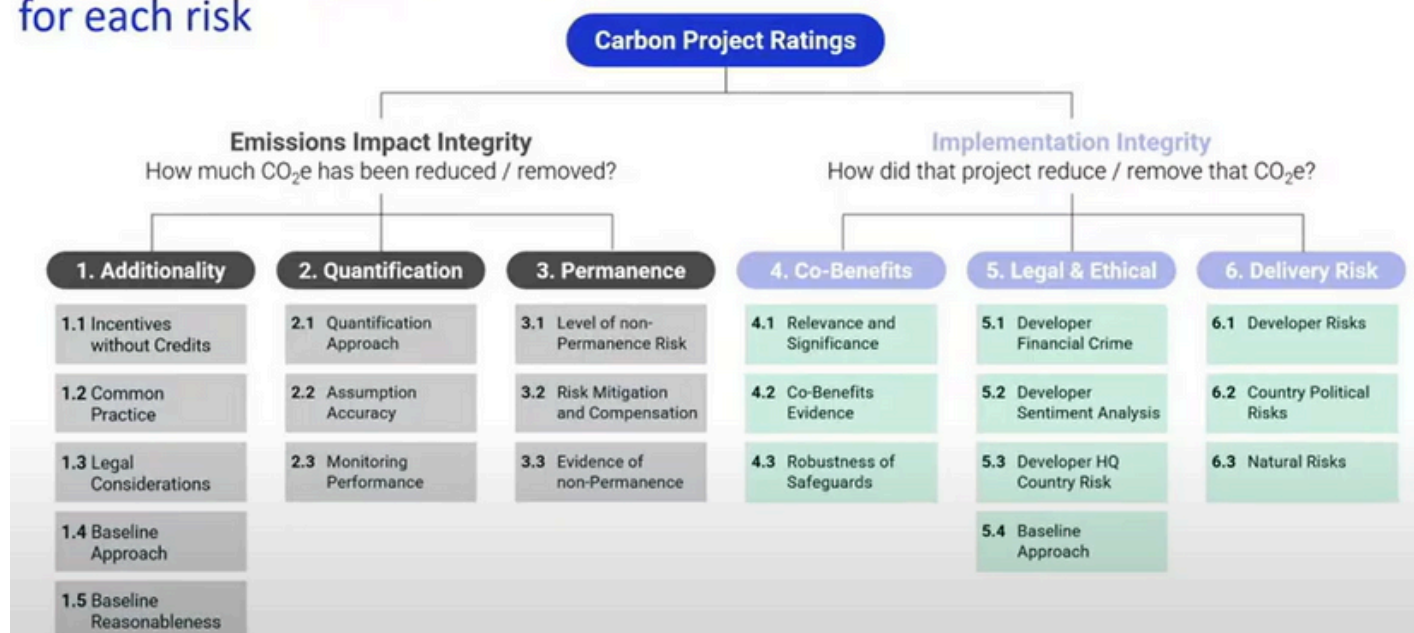 for each risk
Carbon Project Ratings
Emissions Impact Integrity
How much CO₂e has been reduced / removed?
Implementation Integrity
How did that project reduce / remove that CO₂e?
1. Additionality
1.1 Incentives
without Credits
1.2 Common
Practice
1.3 Legal
Considerations
1.4 Baseline
Approach
1.5 Baseline
Reasonableness
2. Quantification
2.1 Quantification
Approach
2.2 Assumption
Accuracy
2.3 Monitoring
Performance
3. Permanence
3.1 Level of non-
Permanence Risk
3.2 Risk Mitigation
and Compensation
3.3 Evidence of
non-Permanence
4. Co-Benefits
4.1 Relevance and
Significance
4.2 Co-Benefits
Evidence
4.3 Robustness of
Safeguards
5. Legal & Ethical
5.1 Developer
Financial Crime
5.2 Developer
Sentiment Analysis
5.3 Developer HQ
Country Risk
5.4 Baseline
Approach
6. Delivery Risk
6.1 Developer Risks
6.2 Country Political
Risks
6.3 Natural Risks